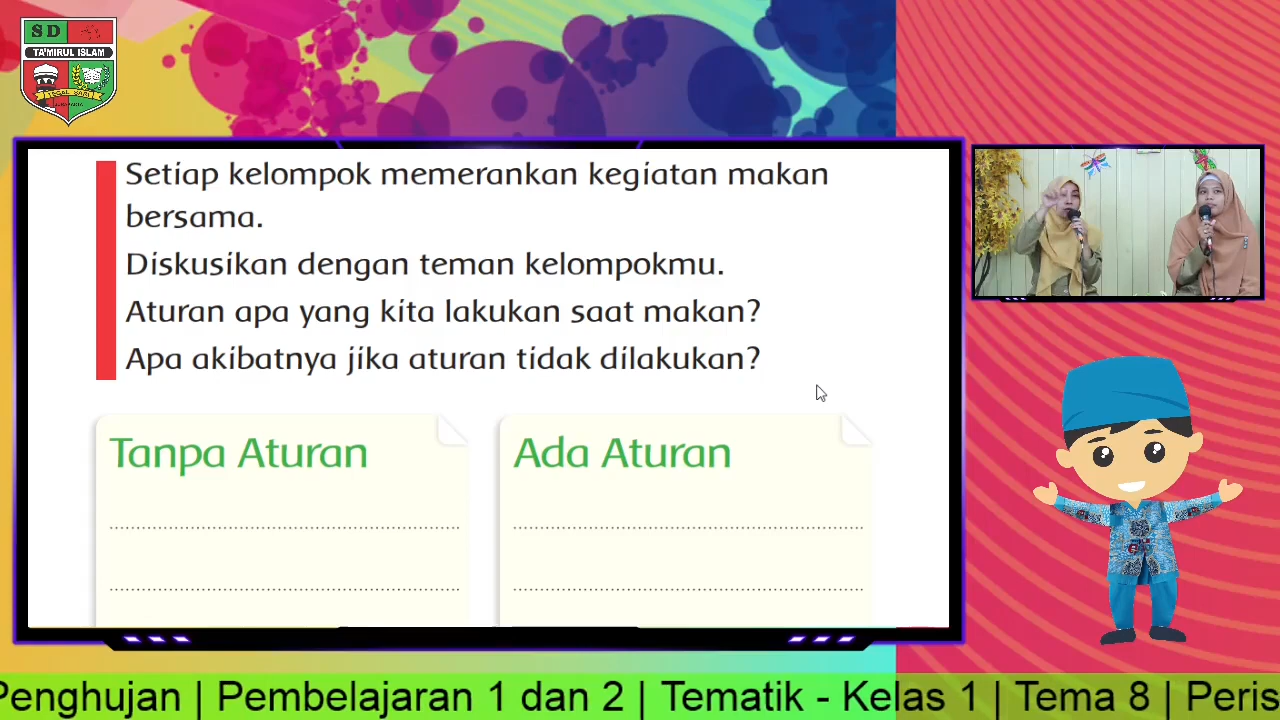 SD
TA'MIRUL ISLAM
Setiap kelompok memerankan kegiatan makan
bersama.
Diskusikan dengan teman kelompokmu.
Aturan apa yang kita lakukan saat makan?
Apa akibatnya jika aturan tidak dilakukan?
Tanpa Aturan
Ada Aturan
Penghujan | Pembelajaran 1 dan 2 | Tematik - Kelas 1 | Tema 8 | Peris